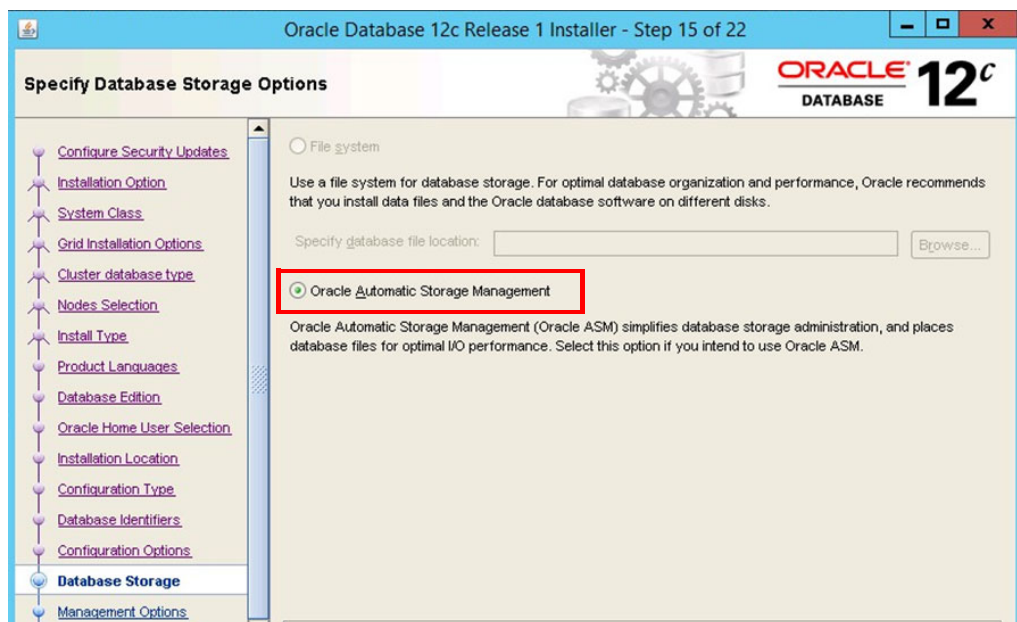 Oracle Database 12c Release 1 Installer - Step 15 of 22
Specify Database Storage Options
ORACLE® 12c
DATABASE
Configure Security Updates
Installation Option
System Class
Grid Installation Options
Cluster database type
Nodes Selection
Install Type
Product Languages
Database Edition
Oracle Home User Selection
Installation Location
Configuration Type
Database Identifiers
Configuration Options
Database Storage
Management Options
File system
Use a file system for database storage. For optimal database organization and performance, Oracle recommends
that you install data files and the Oracle database software on different disks.
Specify database file location:
Browse...
Oracle Automatic Storage Management
Oracle Automatic Storage Management (Oracle ASM) simplifies database storage administration, and places
database files for optimal I/O performance. Select this option if you intend to use Oracle ASM.